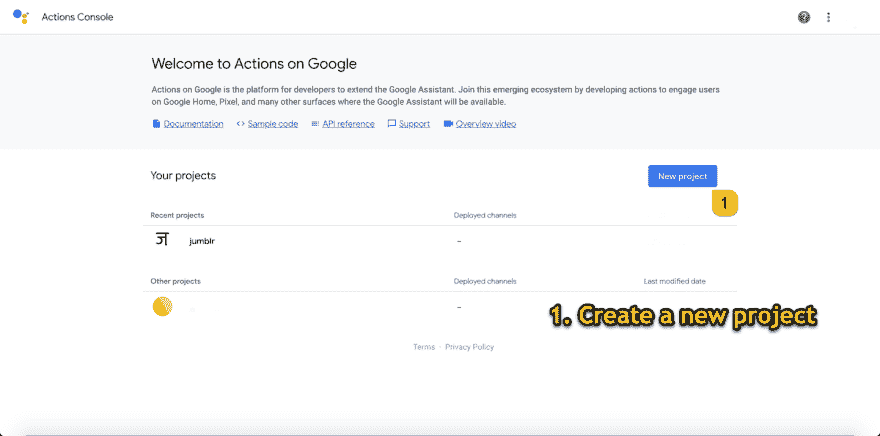 Actions Console
Welcome to Actions on Google
Actions on Google is the platform for developers to extend the Google Assistant. Join this emerging ecosystem by developing actions to engage users
on Google Home, Pixel, and many other surfaces where the Google Assistant will be available.
Documentation Sample code API reference Support Overview video
Your projects New project
1
Recent projects Deployed channels
ज jumblr –
Other projects Deployed channels Last modified date
–
1. Create a new project
Terms · Privacy Policy